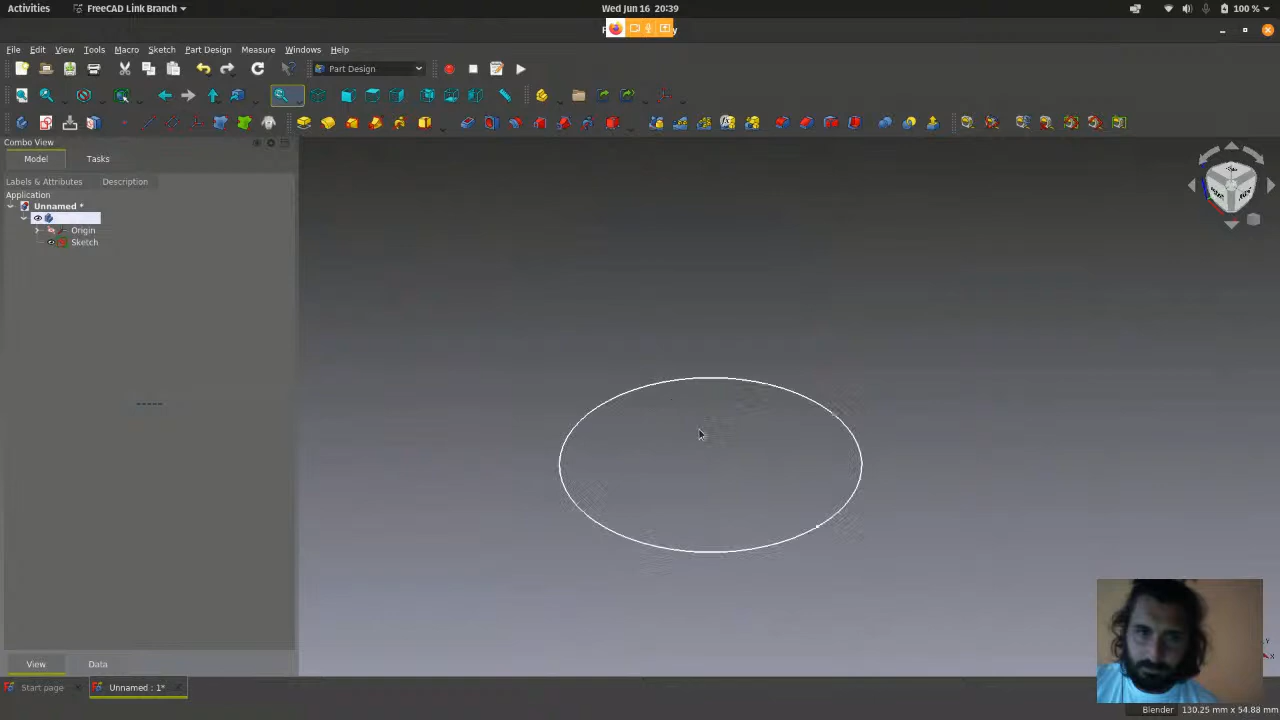 Activities FreeCAD Link Branch Wed Jun 16 20:39 100 %
File Edit View Tools Macro Sketch Part Design Measure Windows Help
Part Design
Combo View
Model Tasks
Labels & Attributes Description
Application
Unnamed *
Origin
Sketch
View Data
Start page Unnamed : 1*
Blender 130.25 mm x 54.88 mm